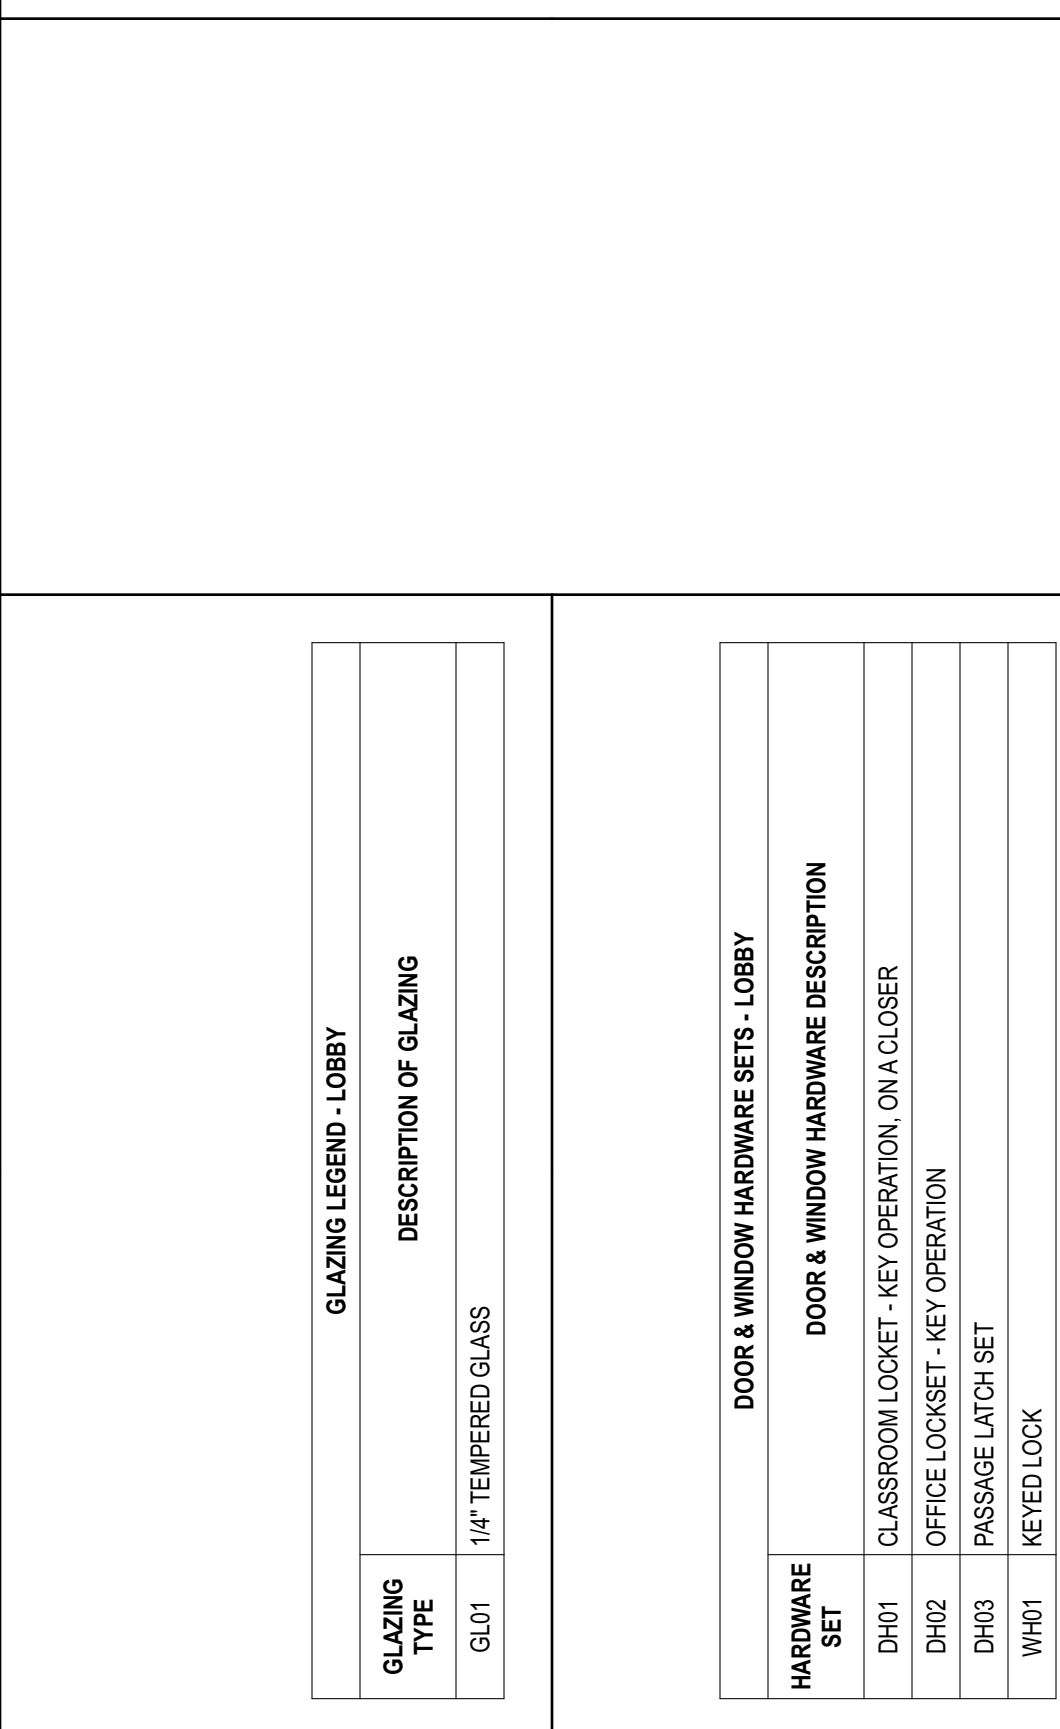 GLAZING LEGEND - LOBBY
GLAZING
TYPE
DESCRIPTION OF GLAZING
GL01 1/4" TEMPERED GLASS
DOOR & WINDOW HARDWARE SETS - LOBBY
HARDWARE
SET
DOOR & WINDOW HARDWARE DESCRIPTION
DH01 CLASSROOM LOCKET - KEY OPERATION, ON A CLOSER
DH02 OFFICE LOCKSET - KEY OPERATION
DH03 PASSAGE LATCH SET
WH01 KEYED LOCK